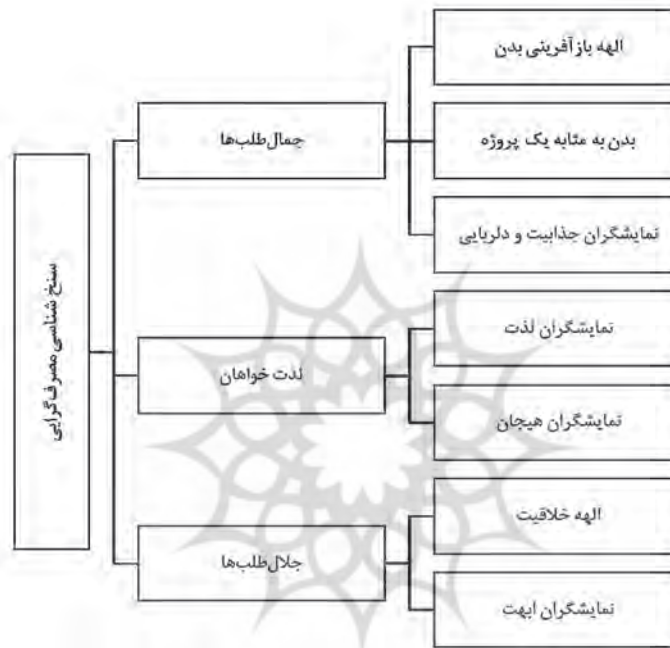 سنخ شناسی مصرف‌گرایی
جمال‌طلب‌ها
الهه بازآفرینی بدن
بدن به مثابه یک پروژه
نمایشگران جذابیت و دلربایی
لذت خواهان
نمایشگران لذت
نمایشگران هیجان
جلال‌طلب‌ها
الهه خلاقیت
نمایشگران ابهت